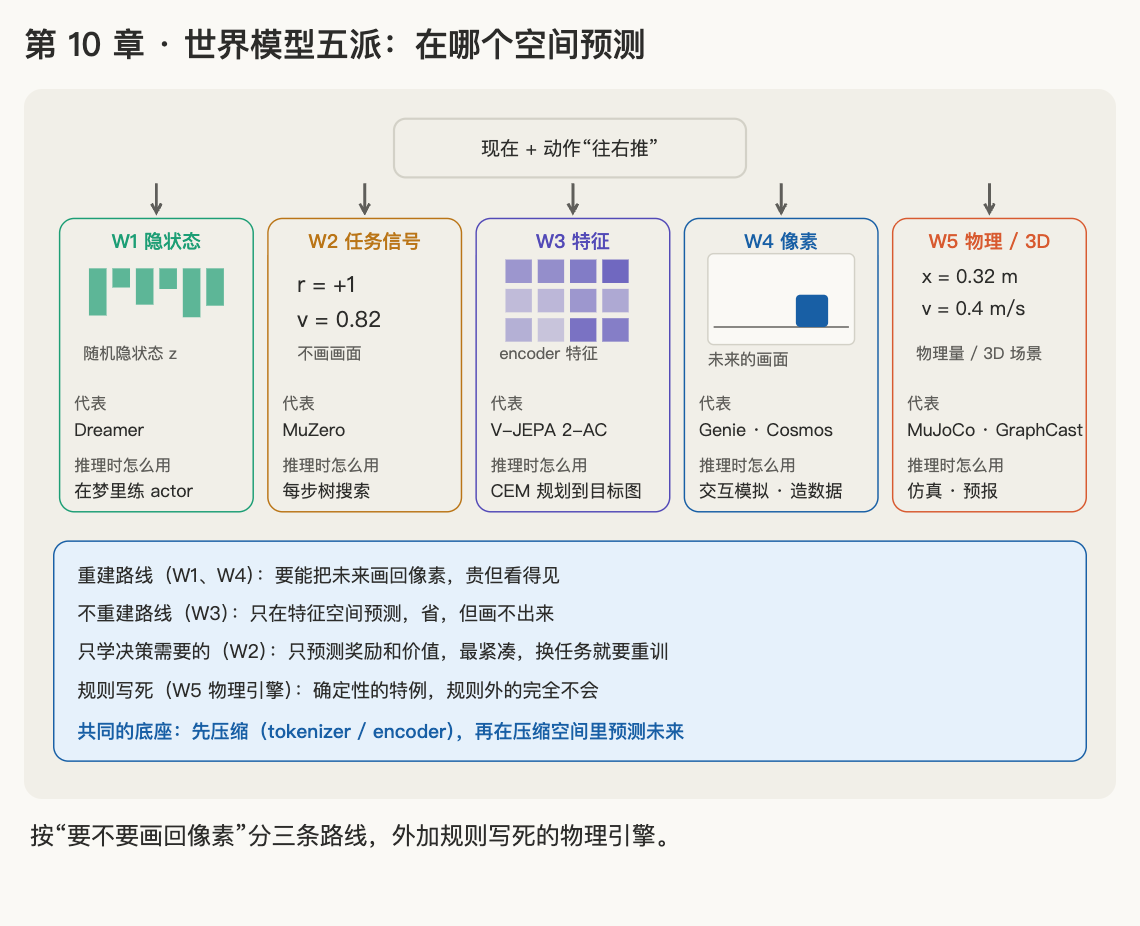 第 10 章 · 世界模型五派：在哪个空间预测
现在 + 动作“往右推”
W1 隐状态
随机隐状态 z
代表
Dreamer
推理时怎么用
在梦里练 actor
W2 任务信号
r = +1
v = 0.82
不画画面
代表
MuZero
推理时怎么用
每步树搜索
W3 特征
encoder 特征
代表
V-JEPA 2-AC
推理时怎么用
CEM 规划到目标图
W4 像素
未来的画面
代表
Genie · Cosmos
推理时怎么用
交互模拟 · 造数据
W5 物理 / 3D
x = 0.32 m
v = 0.4 m/s
物理量 / 3D 场景
代表
MuJoCo · GraphCast
推理时怎么用
仿真 · 预报
重建路线（W1、W4）：要能把未来画回像素，贵但看得见
不重建路线（W3）：只在特征空间预测，省，但画不出来
只学决策需要的（W2）：只预测奖励和价值，最紧凑，换任务就要重训
规则写死（W5 物理引擎）：确定性的特例，规则外的完全不会
共同的底座：先压缩（tokenizer / encoder），再在压缩空间里预测未来
按“要不要画回像素”分三条路线，外加规则写死的物理引擎。